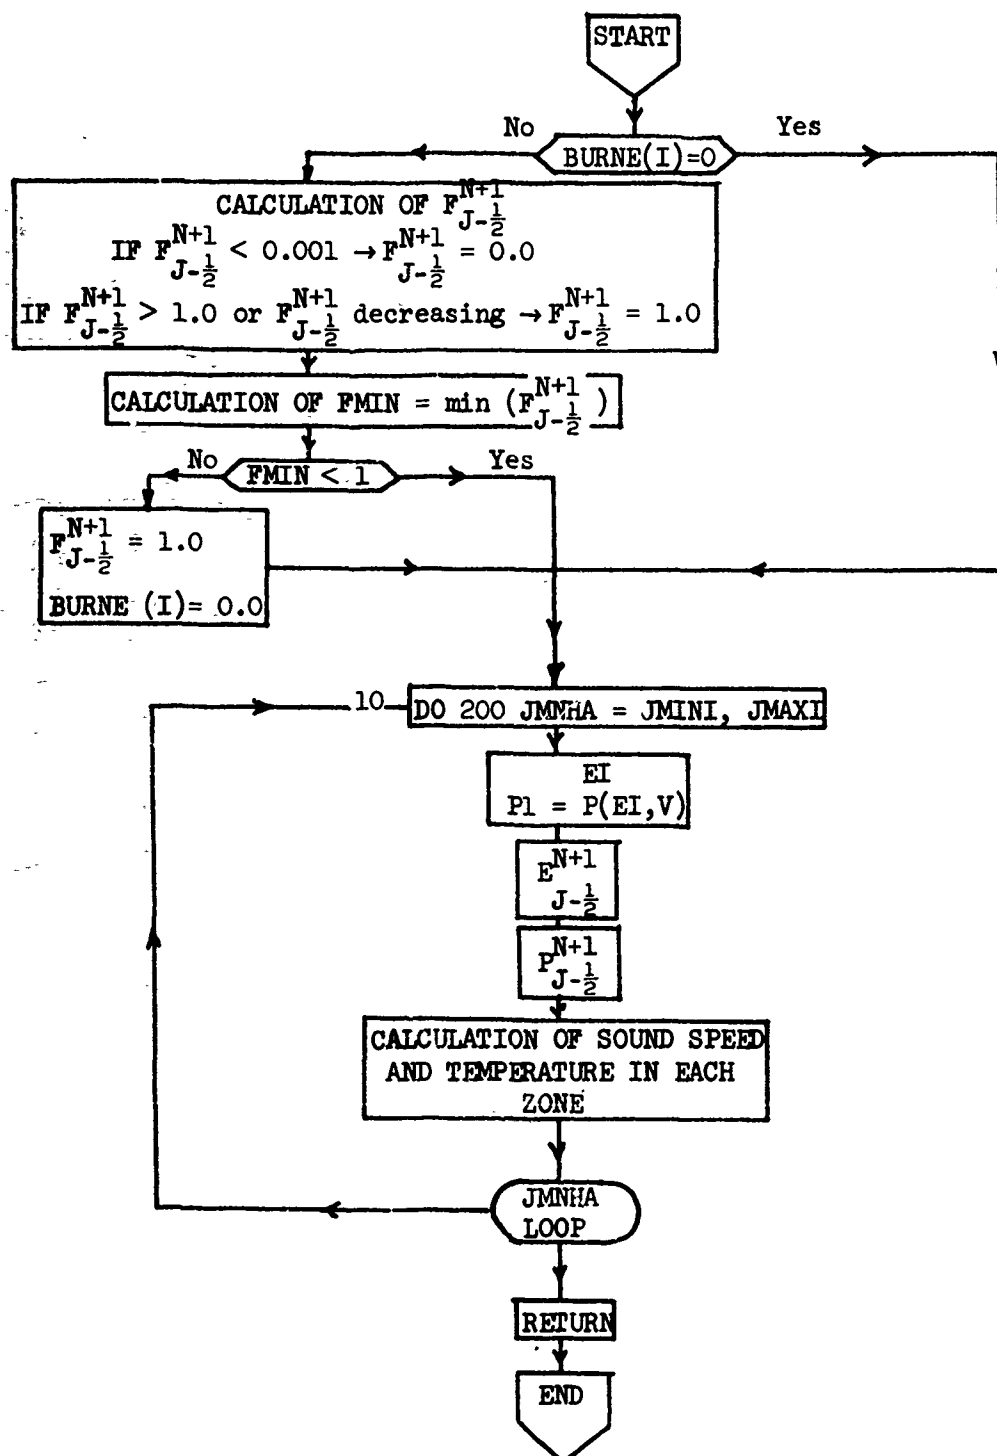 START
No
BURNE(I)=0
Yes
CALCULATION OF F^{N+1}_{J-1/2}
IF F^{N+1}_{J-1/2} < 0.001 → F^{N+1}_{J-1/2} = 0.0
IF F^{N+1}_{J-1/2} > 1.0 or F^{N+1}_{J-1/2} decreasing → F^{N+1}_{J-1/2} = 1.0
CALCULATION OF FMIN = min (F^{N+1}_{J-1/2})
No
FMIN < 1
Yes
F^{N+1}_{J-1/2} = 1.0
BURNE (I)= 0.0
10
DO 200 JMNHA = JMINI, JMAXI
EI
P1 = P(EI,V)
E^{N+1}_{J-1/2}
P^{N+1}_{J-1/2}
CALCULATION OF SOUND SPEED
AND TEMPERATURE IN EACH
ZONE
JMNHA
LOOP
RETURN
END